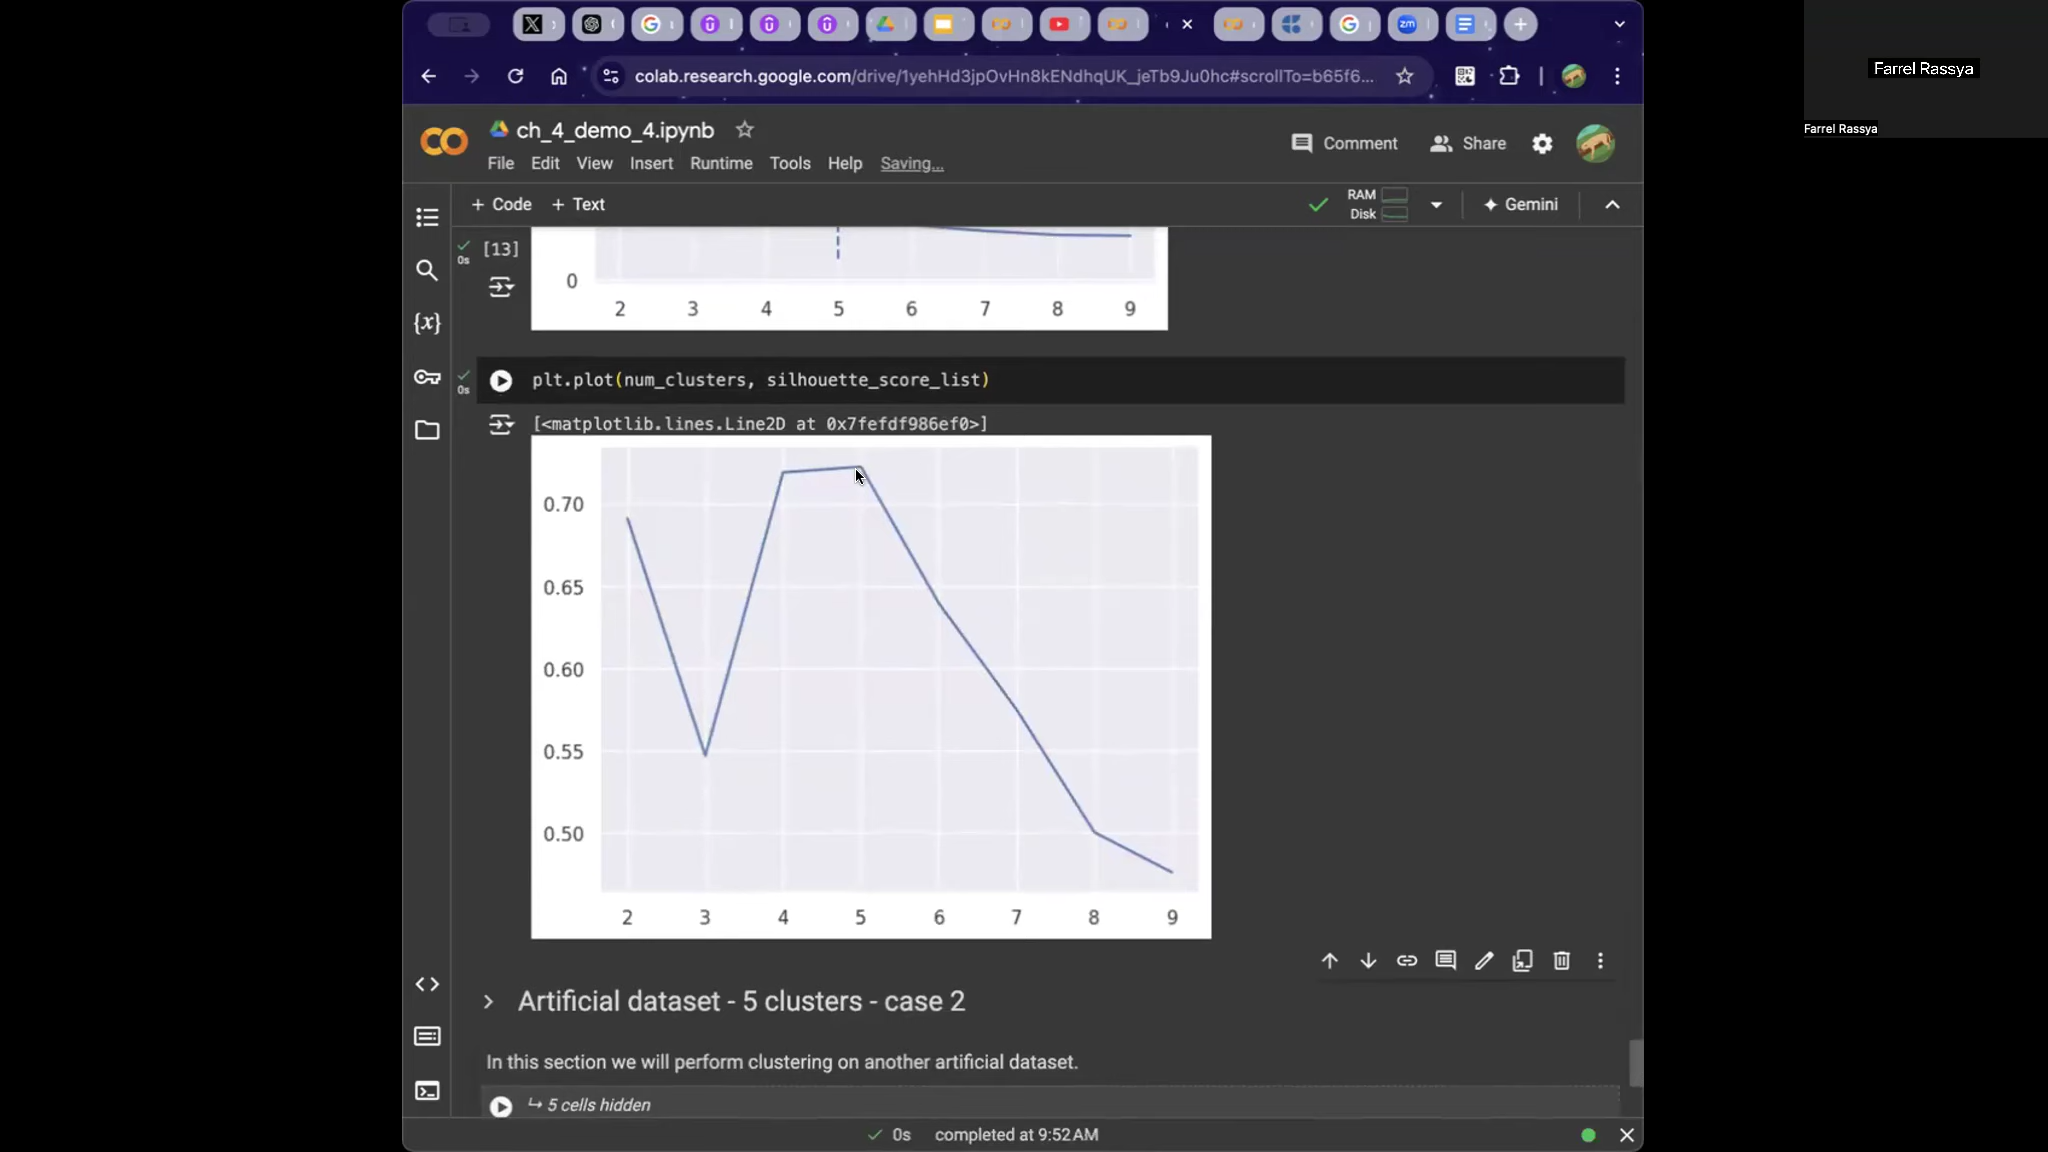 Farrel Rassya
Farrel Rassya
colab.research.google.com/drive/1yehHd3jpOvHn8kENdhqUK_jeTb9Ju0hc#scrollTo=b65f6...
ch_4_demo_4.ipynb
Comment
Share
File Edit View Insert Runtime Tools Help Saving...
+ Code + Text
RAM
Disk
Gemini
[13]
0s
0
2 3 4 5 6 7 8 9
plt.plot(num_clusters, silhouette_score_list)
0s
[<matplotlib.lines.Line2D at 0x7fefdf986ef0>]
0.70
0.65
0.60
0.55
0.50
2 3 4 5 6 7 8 9
Artificial dataset - 5 clusters - case 2
In this section we will perform clustering on another artificial dataset.
5 cells hidden
0s completed at 9:52 AM